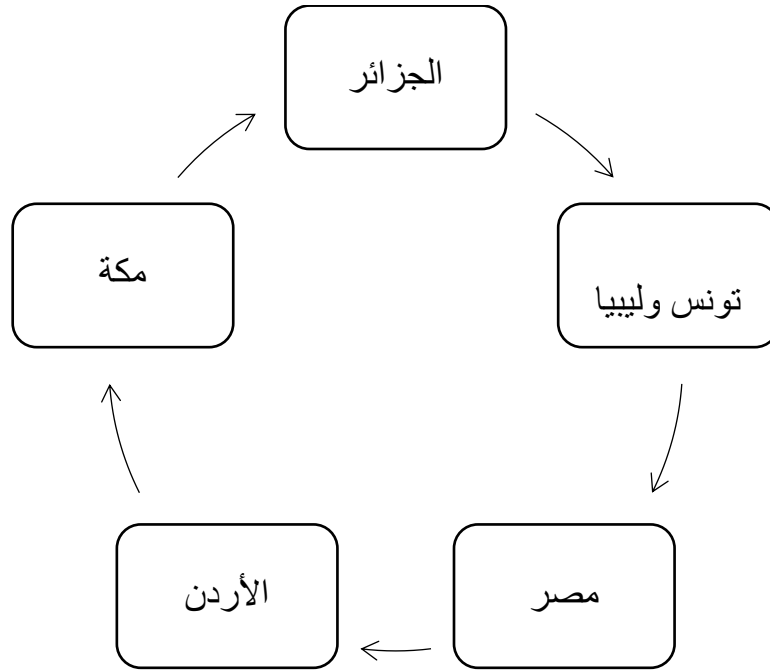 الجزائر
تونس وليبيا
مصر
الأردن
مكة